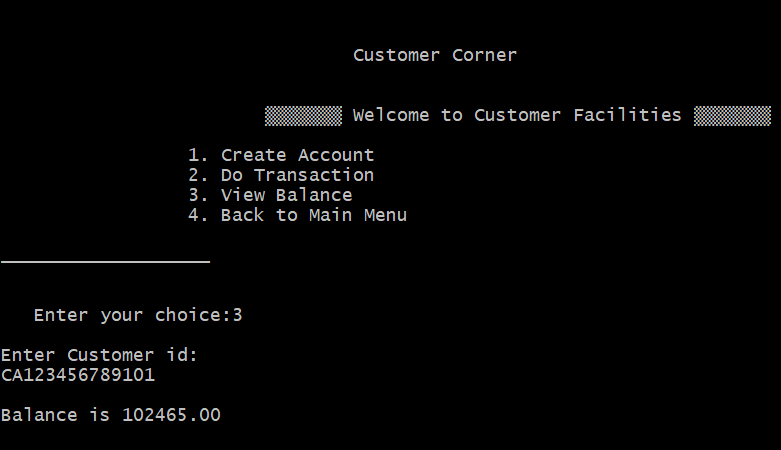 Customer Corner
▒▒▒▒▒▒▒ Welcome to Customer Facilities ▒▒▒▒▒▒▒
1. Create Account
2. Do Transaction
3. View Balance
4. Back to Main Menu
___________________
Enter your choice:3
Enter Customer id:
CA123456789101
Balance is 102465.00